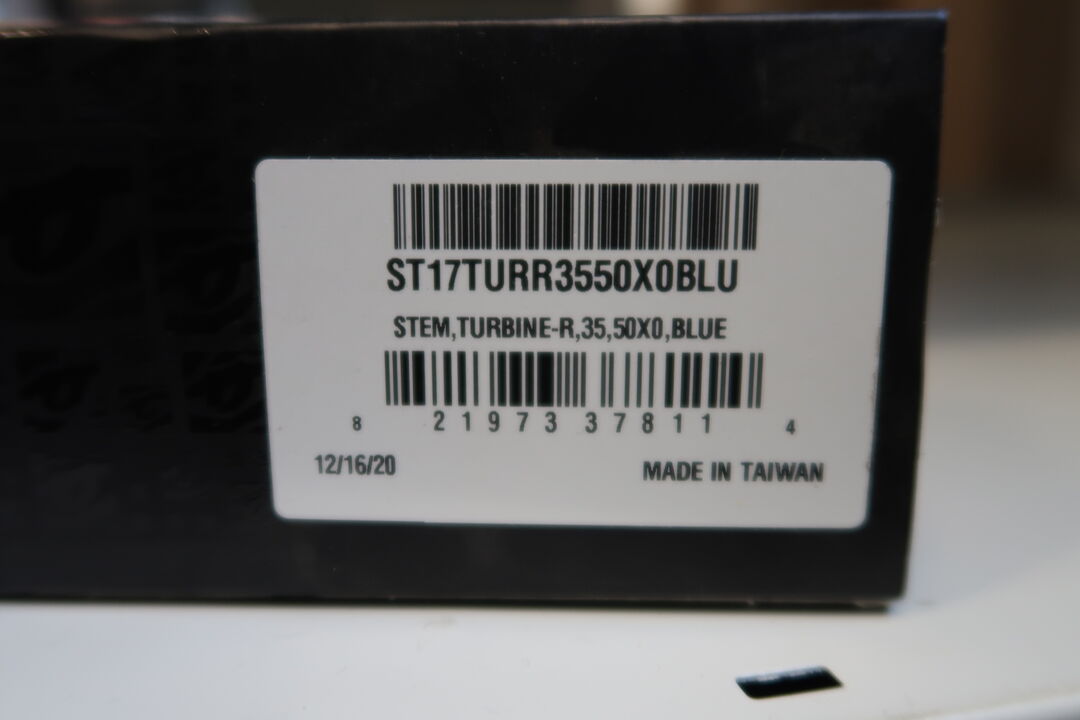 ST17TURR3550X0BLU
STEM,TURBINE-R,35,50X0,BLUE
8 21973 37811 4
12/16/20 MADE IN TAIWAN